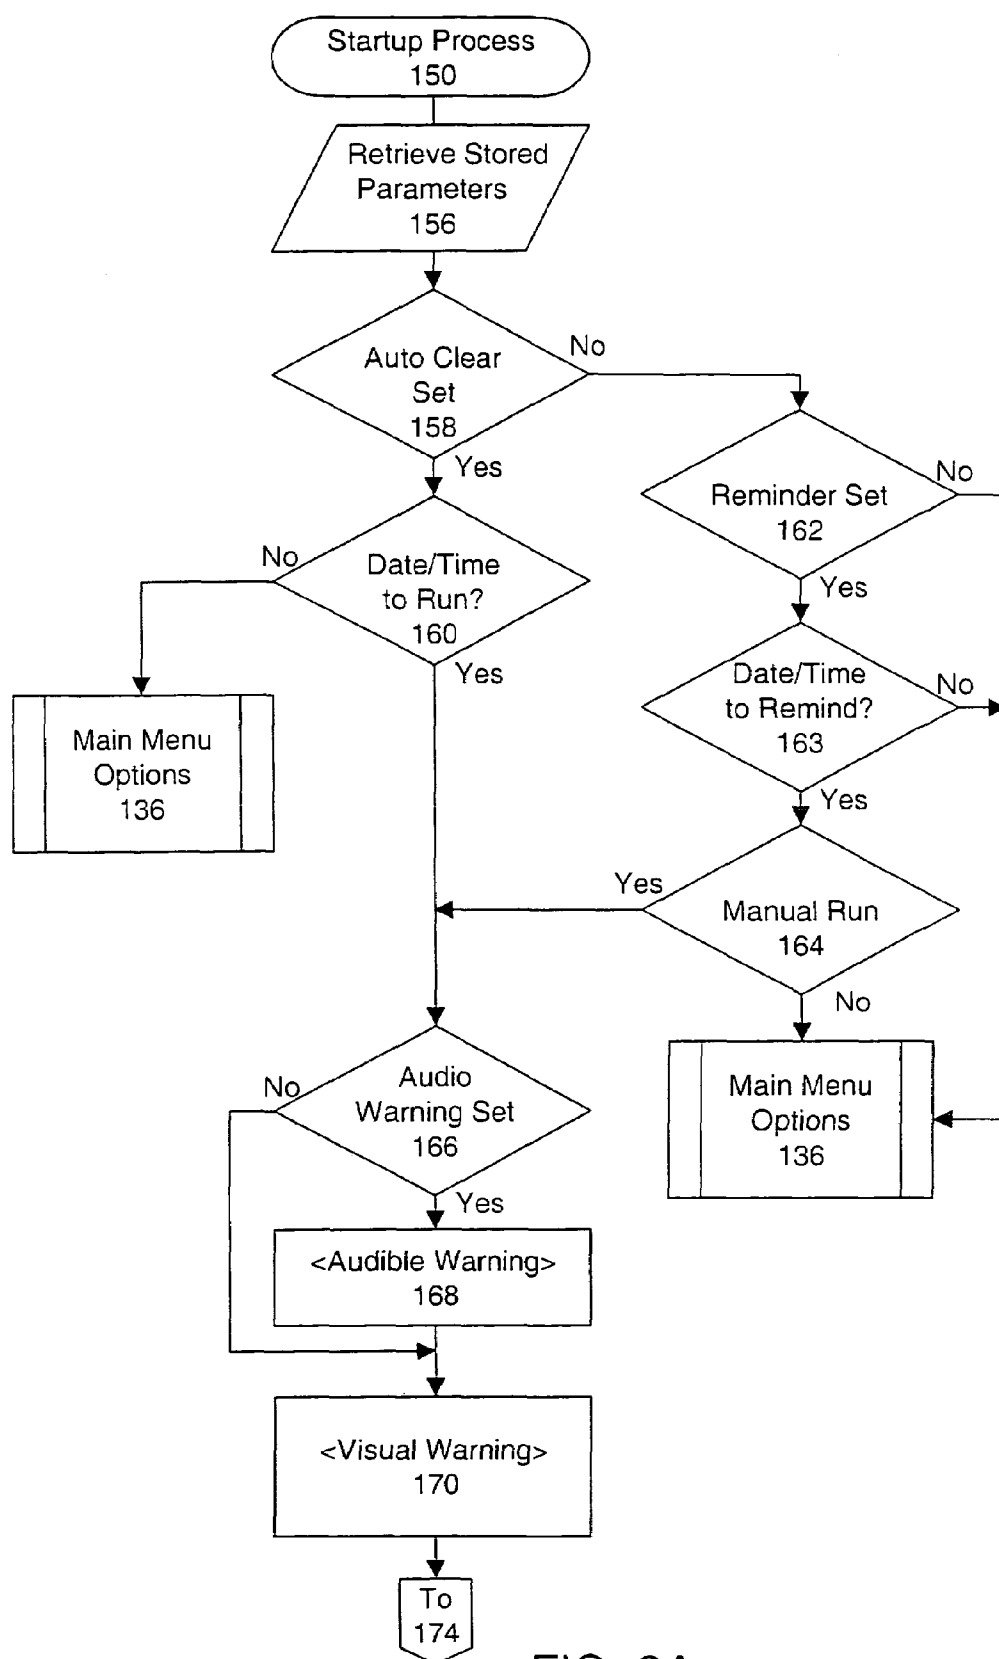 Startup Process
150
Retrieve Stored
Parameters
156
Auto Clear
Set
158
No
Yes
Reminder Set
162
No
Yes
Date/Time
to Run?
160
No
Yes
Date/Time
to Remind?
163
No
Yes
Main Menu
Options
136
Manual Run
164
Yes
No
Audio
Warning Set
166
No
Yes
Main Menu
Options
136
<Audible Warning>
168
<Visual Warning>
170
To
174